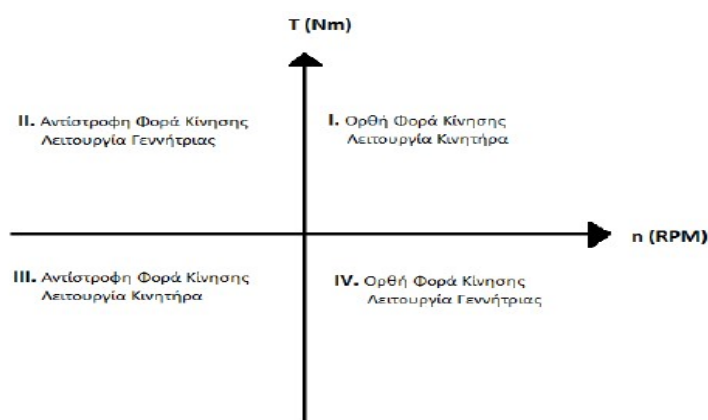 T (Nm)
II. Αντίστροφη Φορά Κίνησης
Λειτουργία Γεννήτριας
I. Ορθή Φορά Κίνησης
Λειτουργία Κινητήρα
n (RPM)
III. Αντίστροφη Φορά Κίνησης
Λειτουργία Κινητήρα
IV. Ορθή Φορά Κίνησης
Λειτουργία Γεννήτριας